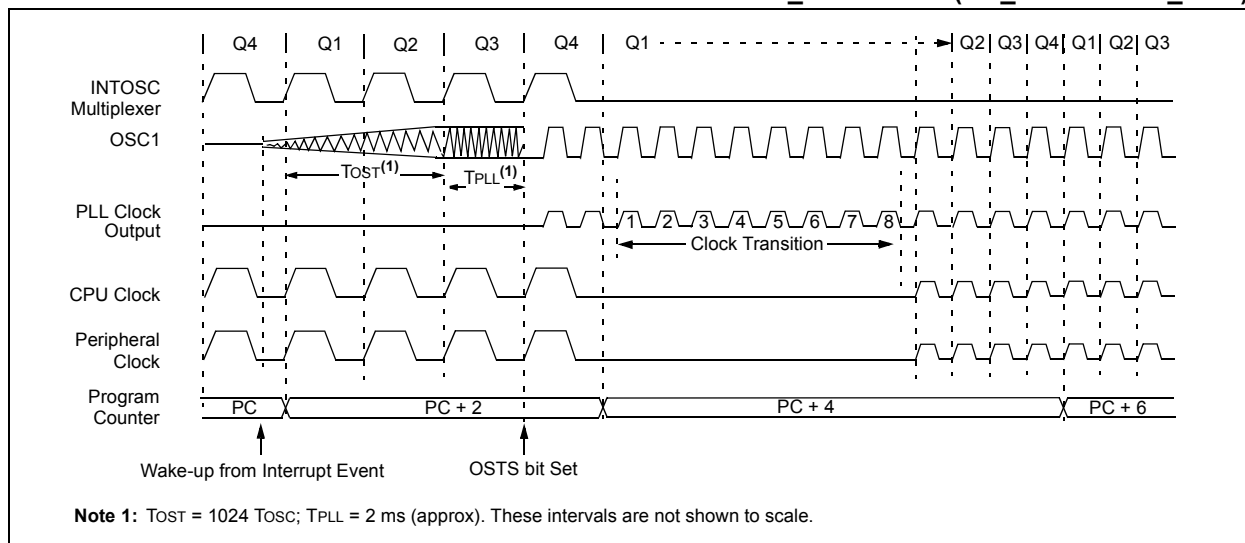 Q4 Q1 Q2 Q3 Q4 Q1 Q2 Q3 Q4 Q1 Q2 Q3
INTOSC
Multiplexer
OSC1
TOST(1)
TPLL(1)
PLL Clock
Output
1 2 3 4 5 6 7 8
Clock Transition
CPU Clock
Peripheral
Clock
Program
Counter
PC PC + 2 PC + 4 PC + 6
Wake-up from Interrupt Event OSTS bit Set
Note 1: TOST = 1024 TOSC; TPLL = 2 ms (approx). These intervals are not shown to scale.